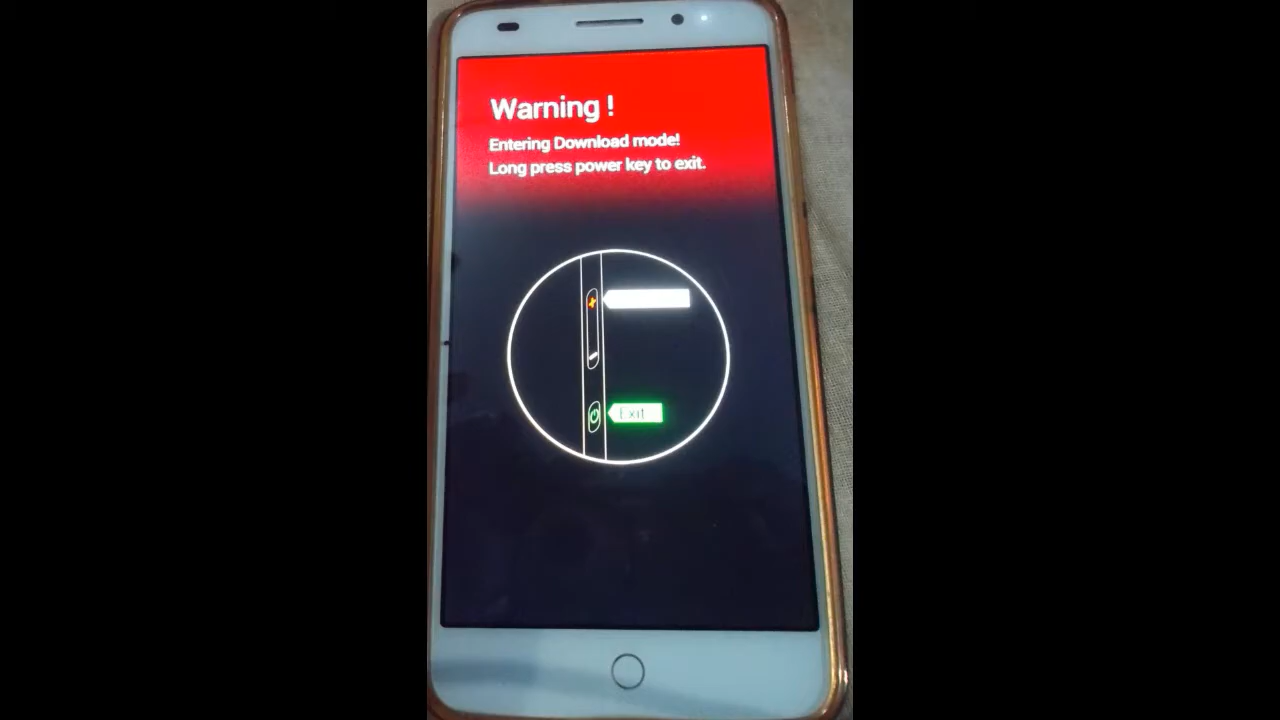 Warning !
Entering Download mode!
Long press power key to exit.
Exit